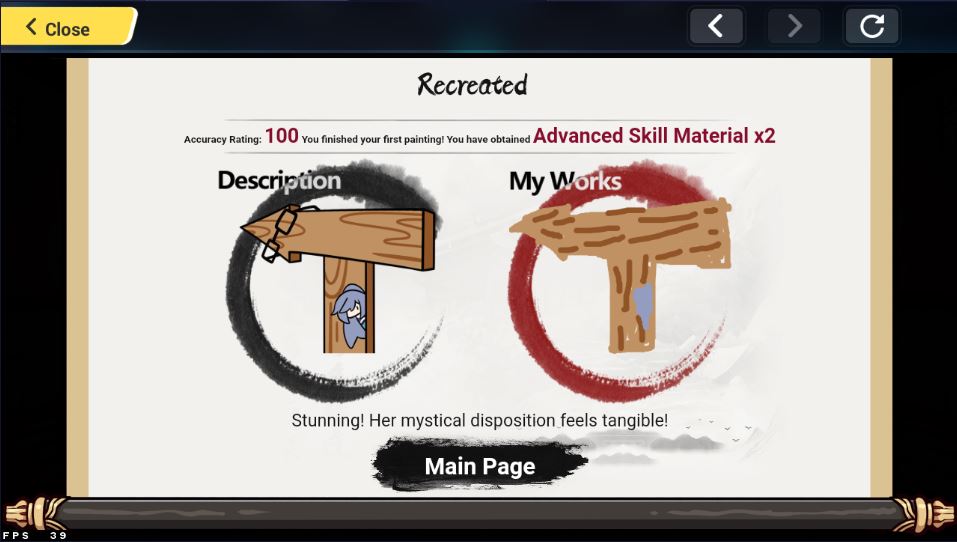 Close
Recreated
Accuracy Rating: 100 You finished your first painting! You have obtained Advanced Skill Material x2
Description
My Works
Stunning! Her mystical disposition feels tangible!
Main Page
FPS 39